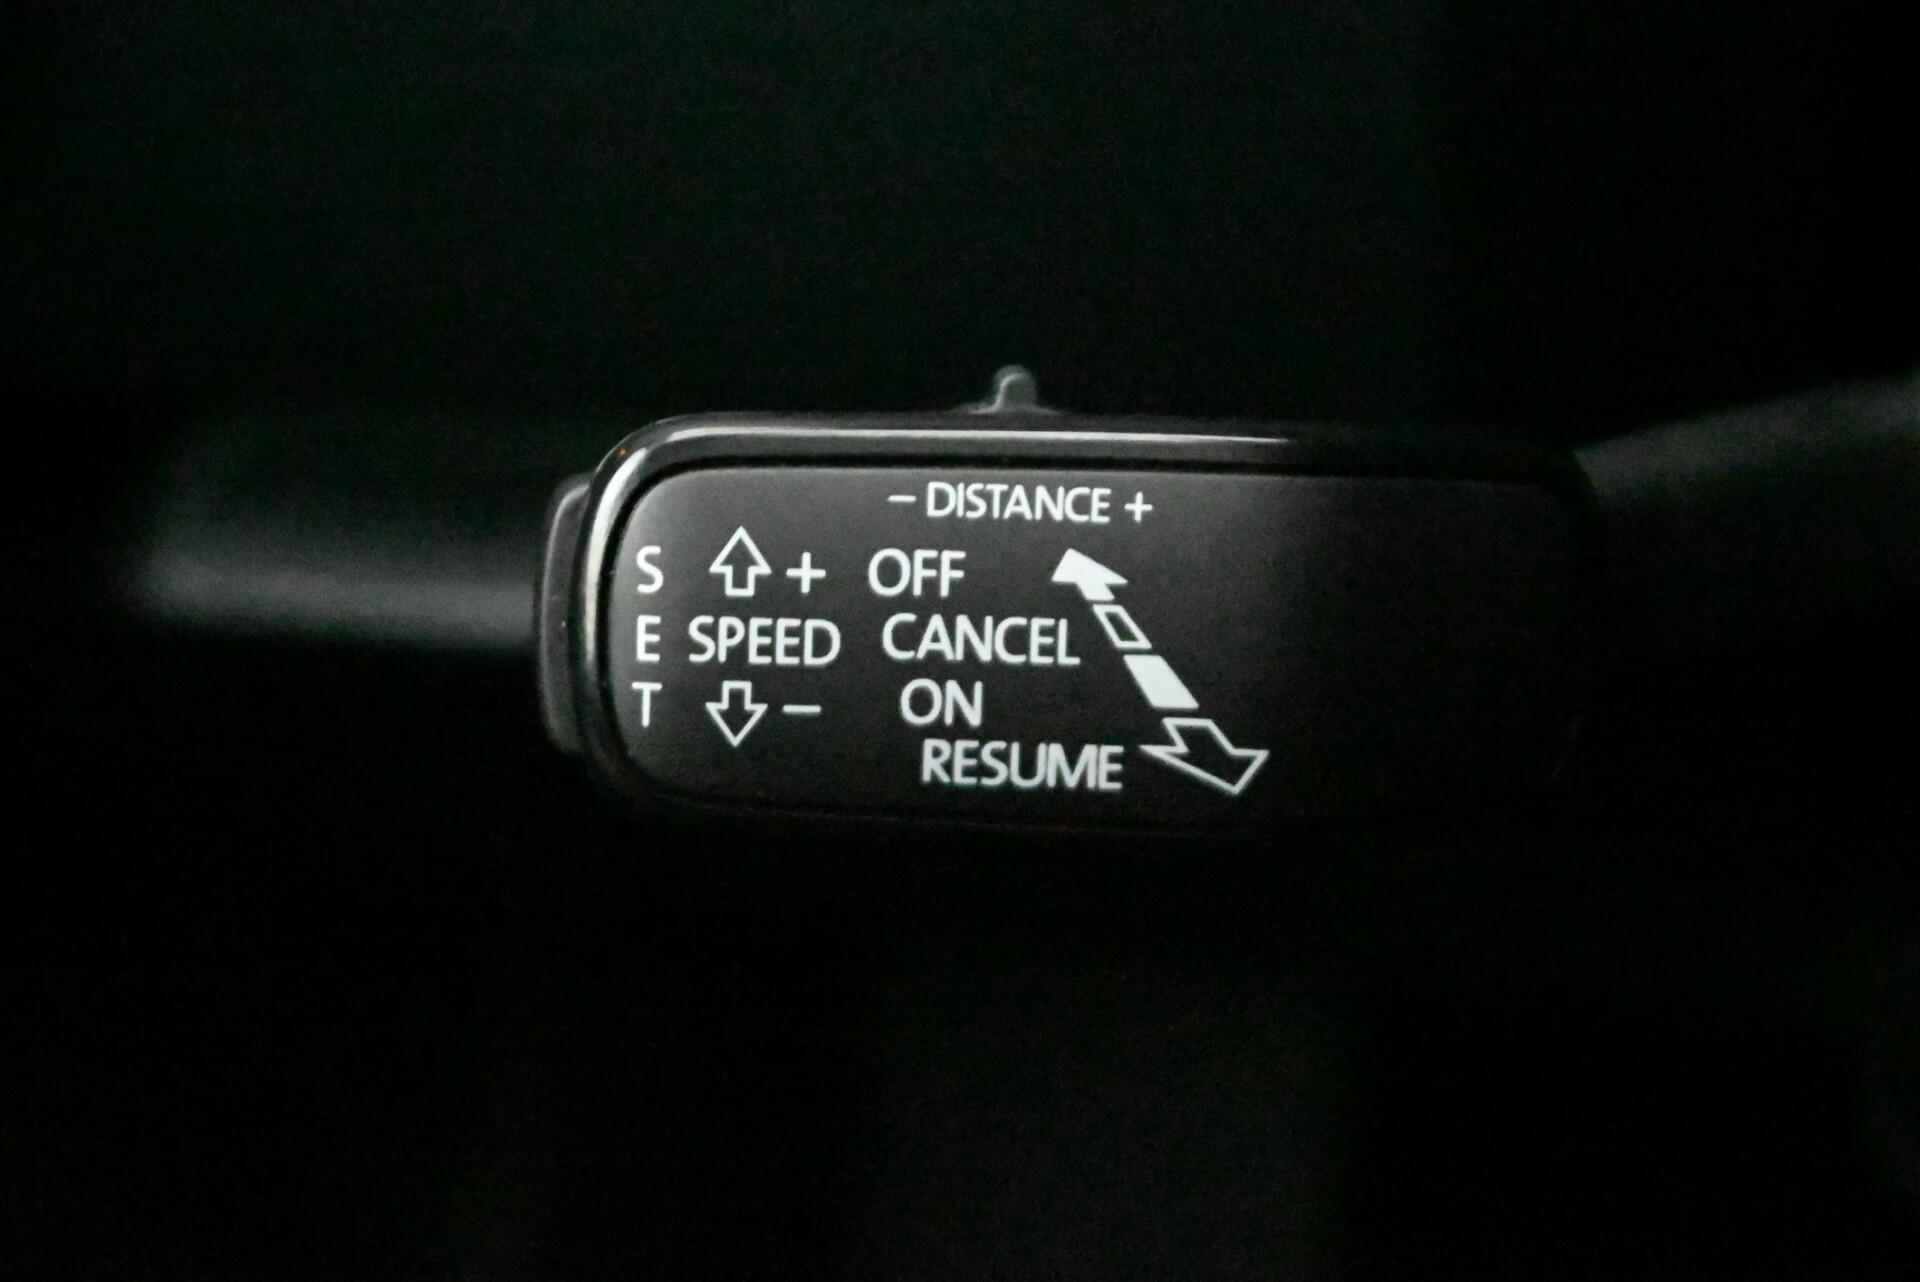 – DISTANCE +
S + OFF
E SPEED CANCEL
T – ON
RESUME